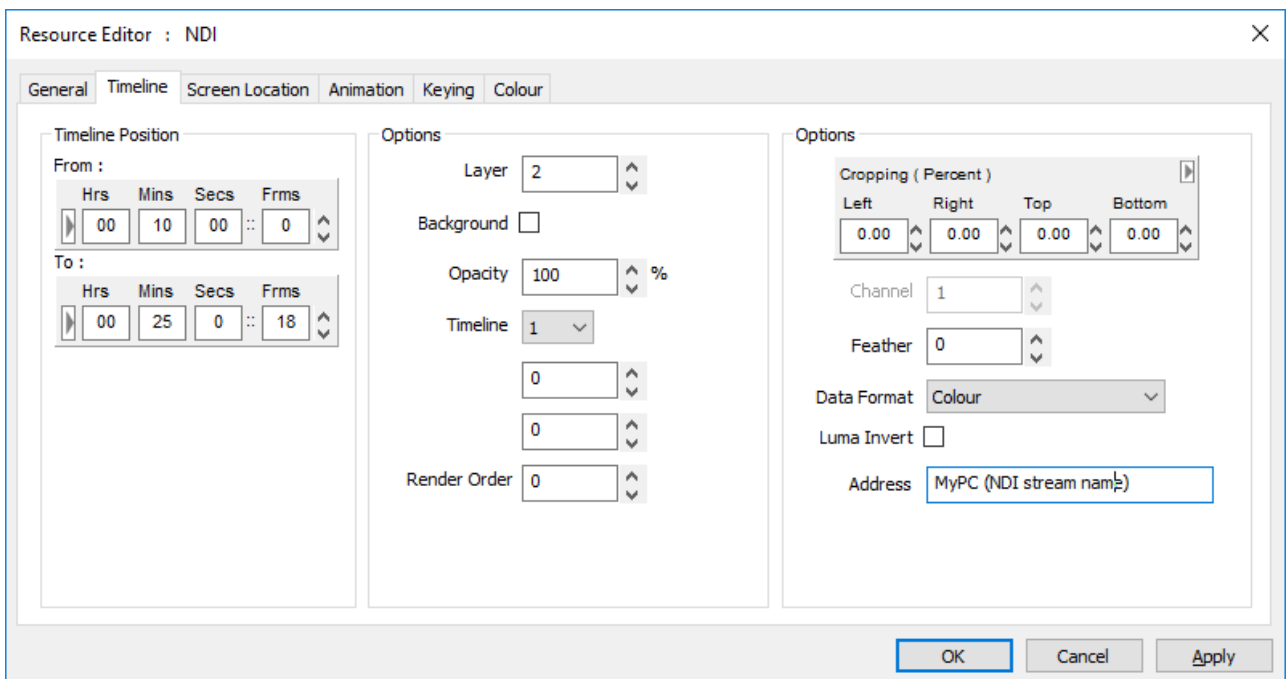 Resource Editor : NDI
General Timeline Screen Location Animation Keying Colour
Timeline Position
From :
Hrs Mins Secs Frms
00 10 00 :: 0
To :
Hrs Mins Secs Frms
00 25 0 :: 18
Options
Layer 2
Background
Opacity 100 %
Timeline 1
0
0
Render Order 0
Options
Cropping ( Percent )
Left Right Top Bottom
0.00 0.00 0.00 0.00
Channel 1
Feather 0
Data Format Colour
Luma Invert
Address MyPC (NDI stream name)
OK Cancel Apply